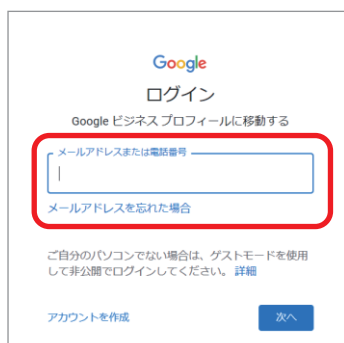 Google
ログイン
Google ビジネス プロフィールに移動する
メールアドレスまたは電話番号
メールアドレスを忘れた場合
ご自分のパソコンでない場合は、ゲストモードを使用
して非公開でログインしてください。 詳細
アカウントを作成
次へ